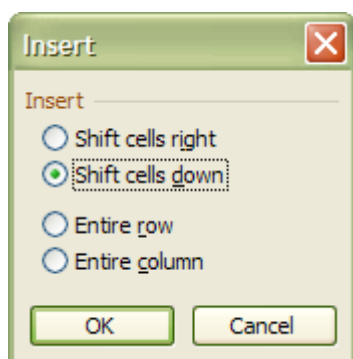 Insert
Insert
Shift cells right
Shift cells down
Entire row
Entire column
OK Cancel